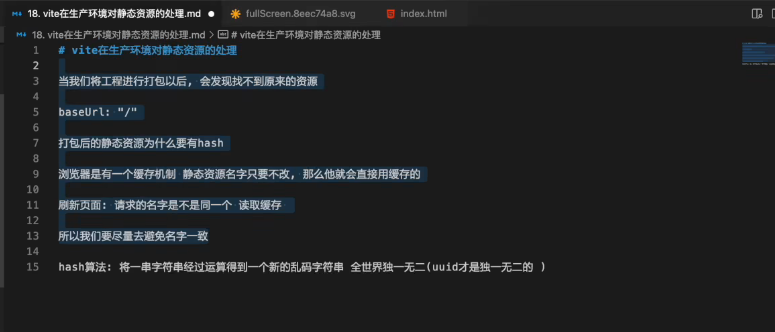 18. vite在生产环境对静态资源的处理.md
fullScreen.8eec74a8.svg
index.html
18. vite在生产环境对静态资源的处理.md > # vite在生产环境对静态资源的处理
1 # vite在生产环境对静态资源的处理
2
3 当我们将工程进行打包以后, 会发现找不到原来的资源
4
5 baseUrl: "/"
6
7 打包后的静态资源为什么要有hash
8
9 浏览器是有一个缓存机制 静态资源名字只要不改, 那么他就会直接用缓存的
10
11 刷新页面: 请求的名字是不是同一个 读取缓存
12
13 所以我们要尽量去避免名字一致
14
15 hash算法: 将一串字符串经过运算得到一个新的乱码字符串 全世界独一无二(uuid才是独一无二的 )